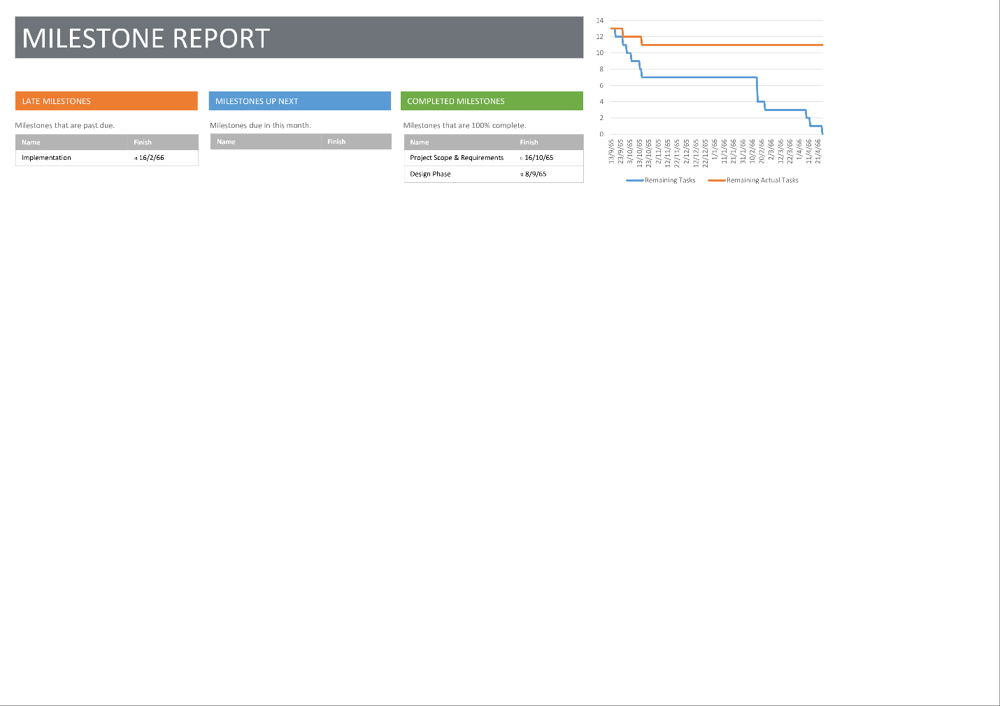 MILESTONE REPORT
LATE MILESTONES
Milestones that are past due.
Name Finish
Implementation 16/2/66
MILESTONES UP NEXT
Milestones due in this month.
Name Finish
COMPLETED MILESTONES
Milestones that are 100% complete.
Name Finish
Project Scope & Requirements 16/10/65
Design Phase 8/9/65
14
12
10
8
6
4
2
0
13/9/65
23/9/65
3/10/65
13/10/65
23/10/65
2/11/65
12/11/65
22/11/65
2/12/65
12/12/65
22/12/65
1/1/66
11/1/66
21/1/66
31/1/66
10/2/66
20/2/66
2/3/66
12/3/66
22/3/66
1/4/66
11/4/66
21/4/66
Remaining Tasks Remaining Actual Tasks